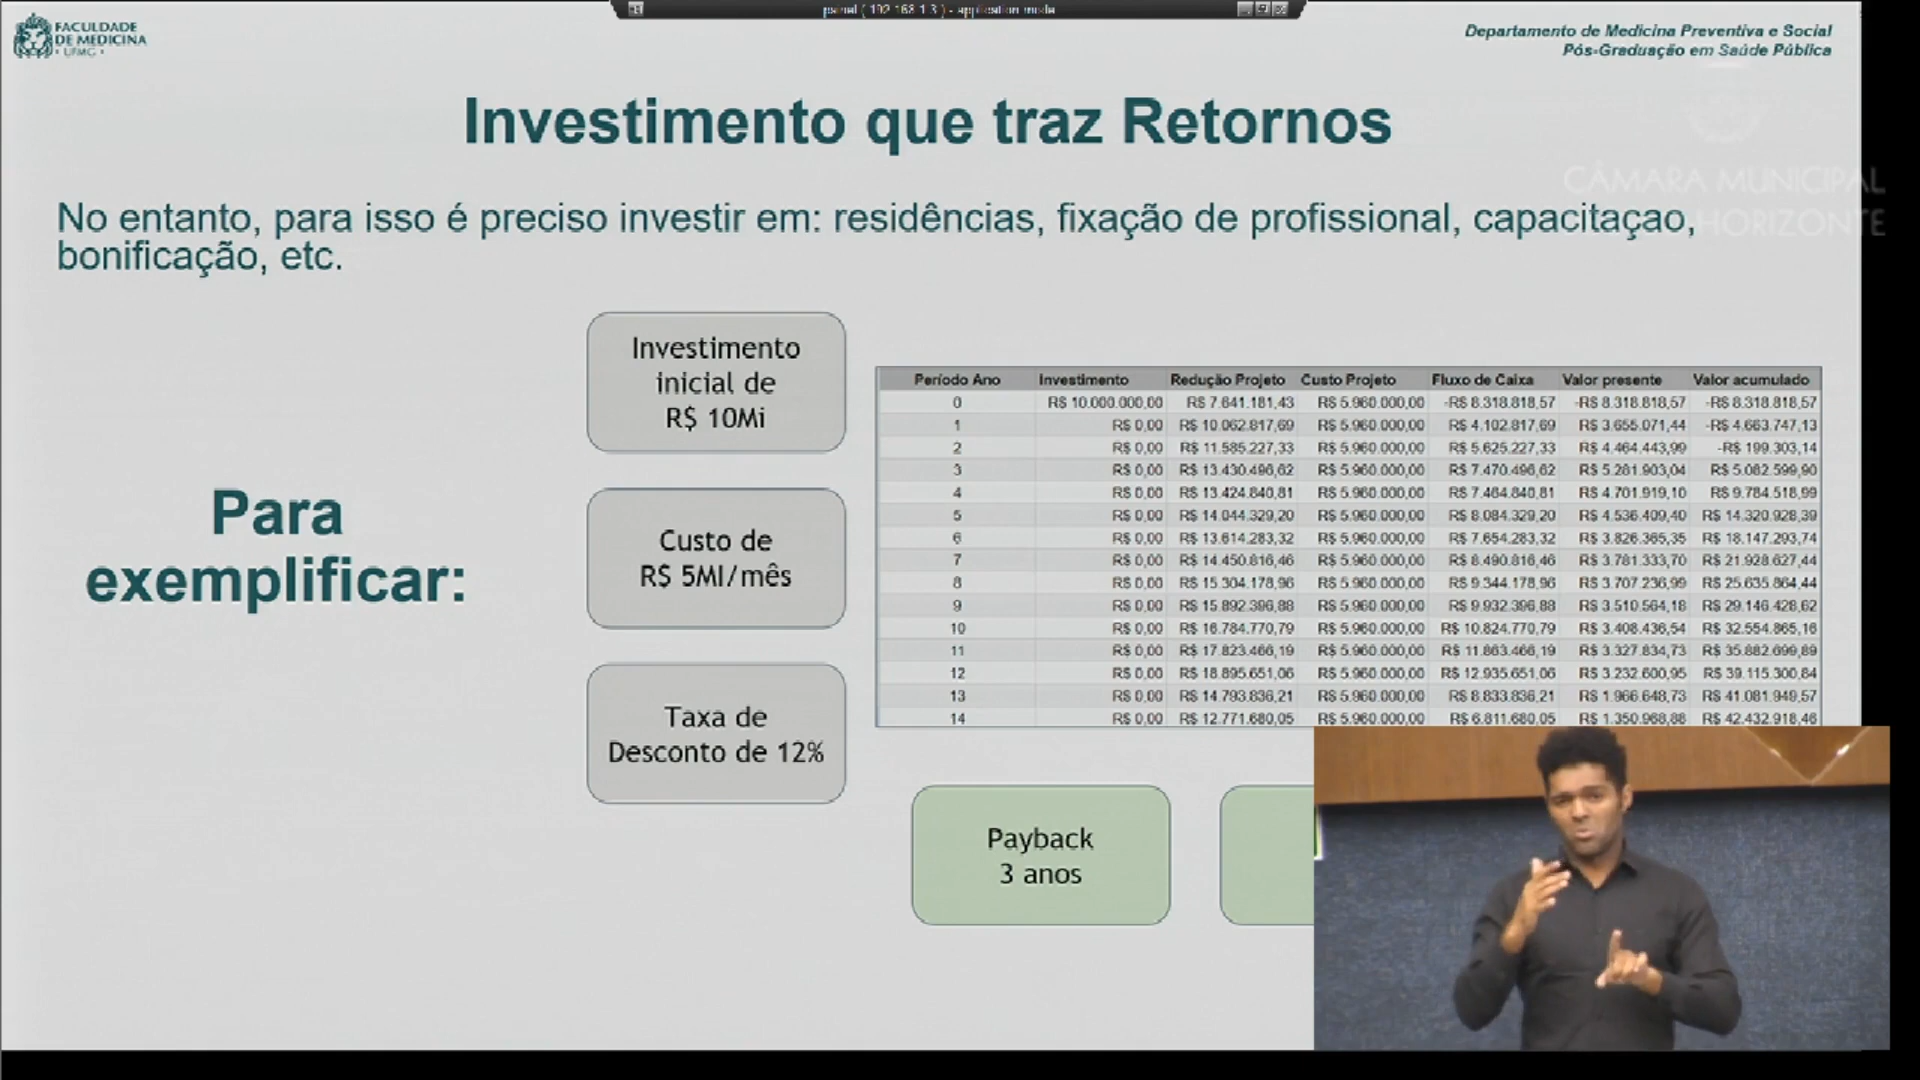 painel ( 192.168.1.3 ) - application mode
FACULDADE
DE MEDICINA
• UFMG •
Departamento de Medicina Preventiva e Social
Pós-Graduação em Saúde Pública
CÂMARA MUNICIPAL
HORIZONTE
Investimento que traz Retornos
No entanto, para isso é preciso investir em: residências, fixação de profissional, capacitaçao,
bonificação, etc.
Para
exemplificar:
Investimento
inicial de
R$ 10Mi
Custo de
R$ 5MI/mês
Taxa de
Desconto de 12%
Período Ano Investimento Redução Projeto Custo Projeto Fluxo de Caixa Valor presente Valor acumulado
0 R$ 10.000.000,00 R$ 7.641.181,43 R$ 5.960.000,00 -R$ 8.318.818,57 -R$ 8.318.818,57 -R$ 8.318.818,57
1 R$ 0,00 R$ 10.062.817,69 R$ 5.960.000,00 R$ 4.102.817,69 R$ 3.655.071,44 -R$ 4.663.747,13
2 R$ 0,00 R$ 11.585.227,33 R$ 5.960.000,00 R$ 5.625.227,33 R$ 4.464.443,99 -R$ 199.303,14
3 R$ 0,00 R$ 13.430.496,62 R$ 5.960.000,00 R$ 7.470.496,62 R$ 5.281.903,04 R$ 5.082.599,90
4 R$ 0,00 R$ 13.424.840,81 R$ 5.960.000,00 R$ 7.464.840,81 R$ 4.701.919,10 R$ 9.784.518,99
5 R$ 0,00 R$ 14.044.329,20 R$ 5.960.000,00 R$ 8.084.329,20 R$ 4.536.409,40 R$ 14.320.928,39
6 R$ 0,00 R$ 13.614.283,32 R$ 5.960.000,00 R$ 7.654.283,32 R$ 3.826.365,35 R$ 18.147.293,74
7 R$ 0,00 R$ 14.450.816,46 R$ 5.960.000,00 R$ 8.490.816,46 R$ 3.781.333,70 R$ 21.928.627,44
8 R$ 0,00 R$ 15.304.178,96 R$ 5.960.000,00 R$ 9.344.178,96 R$ 3.707.236,99 R$ 25.635.864,44
9 R$ 0,00 R$ 15.892.396,88 R$ 5.960.000,00 R$ 9.932.396,88 R$ 3.510.564,18 R$ 29.146.428,62
10 R$ 0,00 R$ 16.784.770,79 R$ 5.960.000,00 R$ 10.824.770,79 R$ 3.408.436,54 R$ 32.554.865,16
11 R$ 0,00 R$ 17.823.466,19 R$ 5.960.000,00 R$ 11.863.466,19 R$ 3.327.834,73 R$ 35.882.699,89
12 R$ 0,00 R$ 18.895.651,06 R$ 5.960.000,00 R$ 12.935.651,06 R$ 3.232.600,95 R$ 39.115.300,84
13 R$ 0,00 R$ 14.793.836,21 R$ 5.960.000,00 R$ 8.833.836,21 R$ 1.966.648,73 R$ 41.081.949,57
14 R$ 0,00 R$ 12.771.680,05 R$ 5.960.000,00 R$ 6.811.680,05 R$ 1.350.968,88 R$ 42.432.918,46
Payback
3 anos